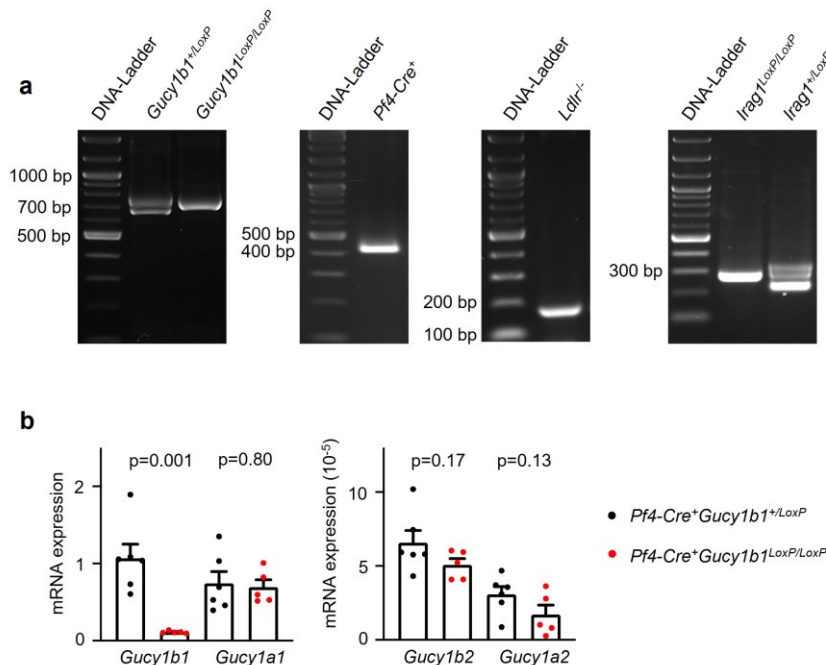 a
DNA-Ladder
Gucy1b1+/LoxP
Gucy1b1LoxP/LoxP
1000 bp
700 bp
500 bp
DNA-Ladder
Pf4-Cre+
500 bp
400 bp
DNA-Ladder
Ldlr-/-
200 bp
100 bp
DNA-Ladder
Irag1LoxP/LoxP
Irag1+/LoxP
300 bp
b
mRNA expression
2
1
0
p=0.001 p=0.80
Gucy1b1 Gucy1a1
mRNA expression (10-5)
10
5
0
p=0.17 p=0.13
Gucy1b2 Gucy1a2
Pf4-Cre+Gucy1b1+/LoxP
Pf4-Cre+Gucy1b1LoxP/LoxP